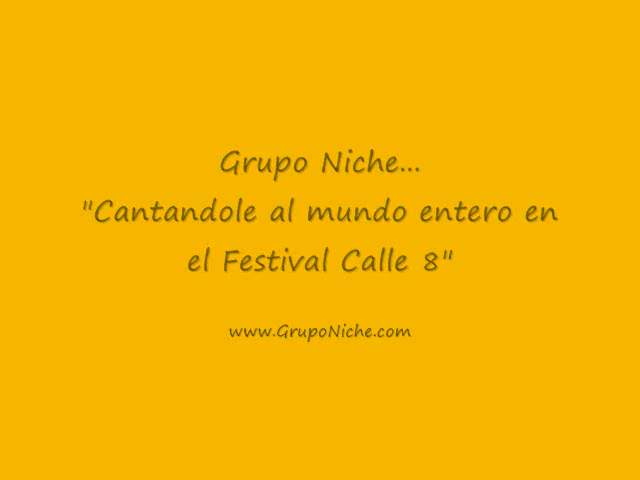 Grupo Niche...
"Cantandole al mundo entero en
el Festival Calle 8"
www.GrupoNiche.com